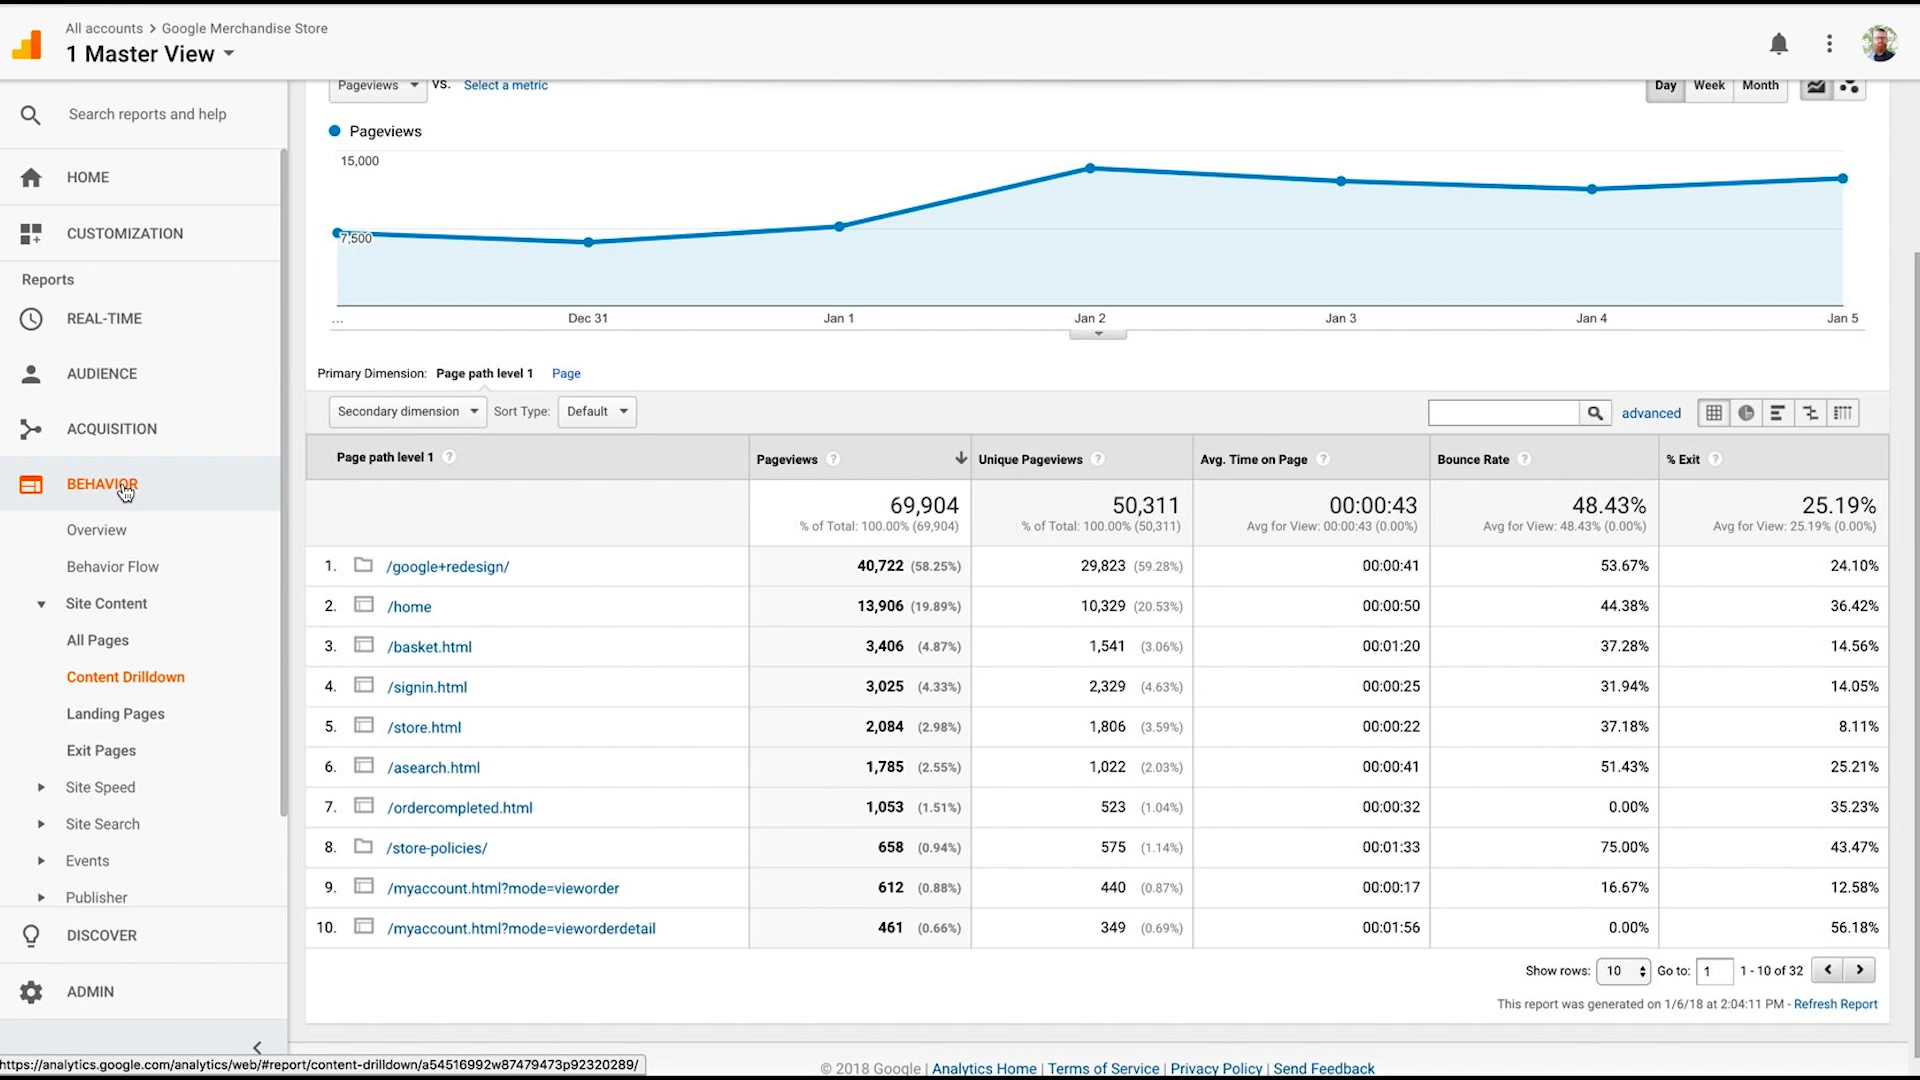 All accounts > Google Merchandise Store
1 Master View
Search reports and help
HOME
CUSTOMIZATION
Reports
REAL-TIME
AUDIENCE
ACQUISITION
BEHAVIOR
Overview
Behavior Flow
Site Content
All Pages
Content Drilldown
Landing Pages
Exit Pages
Site Speed
Site Search
Events
Publisher
DISCOVER
ADMIN
https://analytics.google.com/analytics/web/#report/content-drilldown/a54516992w87479473p92320289/
Pageviews VS. Select a metric
Day Week Month
Pageviews
15,000
7,500
... Dec 31 Jan 1 Jan 2 Jan 3 Jan 4 Jan 5
Primary Dimension: Page path level 1 Page
Secondary dimension Sort Type: Default advanced
Page path level 1 ? Pageviews ? Unique Pageviews ? Avg. Time on Page ? Bounce Rate ? % Exit ?
69,904 50,311 00:00:43 48.43% 25.19%
% of Total: 100.00% (69,904) % of Total: 100.00% (50,311) Avg for View: 00:00:43 (0.00%) Avg for View: 48.43% (0.00%) Avg for View: 25.19% (0.00%)
1. /google+redesign/ 40,722 (58.25%) 29,823 (59.28%) 00:00:41 53.67% 24.10%
2. /home 13,906 (19.89%) 10,329 (20.53%) 00:00:50 44.38% 36.42%
3. /basket.html 3,406 (4.87%) 1,541 (3.06%) 00:01:20 37.28% 14.56%
4. /signin.html 3,025 (4.33%) 2,329 (4.63%) 00:00:25 31.94% 14.05%
5. /store.html 2,084 (2.98%) 1,806 (3.59%) 00:00:22 37.18% 8.11%
6. /asearch.html 1,785 (2.55%) 1,022 (2.03%) 00:00:41 51.43% 25.21%
7. /ordercompleted.html 1,053 (1.51%) 523 (1.04%) 00:00:32 0.00% 35.23%
8. /store-policies/ 658 (0.94%) 575 (1.14%) 00:01:33 75.00% 43.47%
9. /myaccount.html?mode=vieworder 612 (0.88%) 440 (0.87%) 00:00:17 16.67% 12.58%
10. /myaccount.html?mode=vieworderdetail 461 (0.66%) 349 (0.69%) 00:01:56 0.00% 56.18%
Show rows: 10 Go to: 1 1 - 10 of 32
This report was generated on 1/6/18 at 2:04:11 PM - Refresh Report
© 2018 Google | Analytics Home | Terms of Service | Privacy Policy | Send Feedback